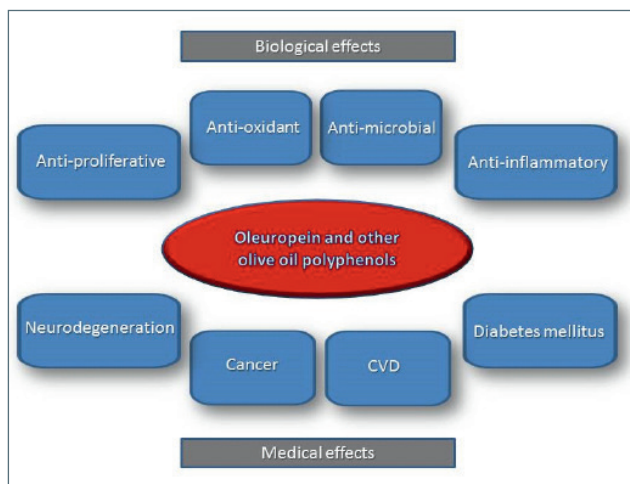 Biological effects
Anti-oxidant
Anti-microbial
Anti-proliferative
Anti-inflammatory
Oleuropein and other
olive oil polyphenols
Neurodegeneration
Diabetes mellitus
Cancer
CVD
Medical effects